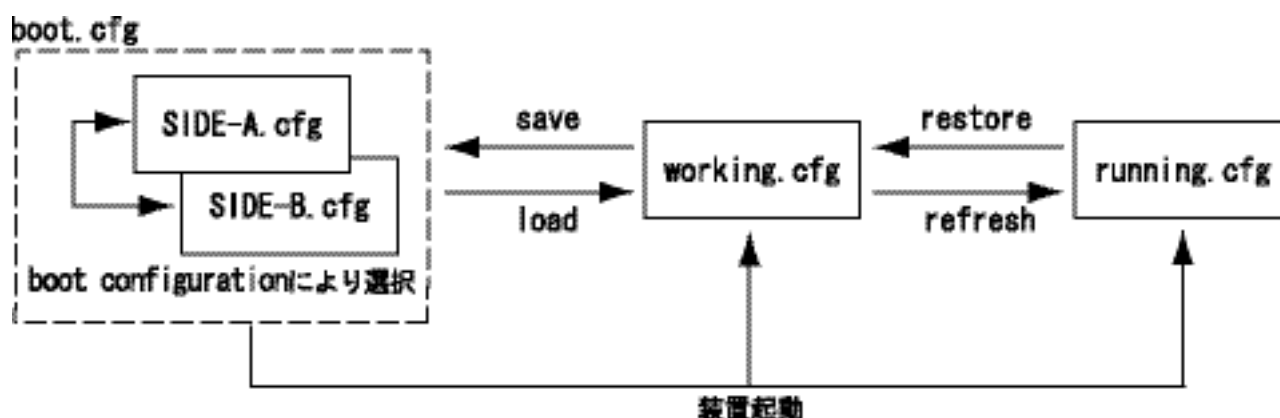 boot.cfg
SIDE-A.cfg
SIDE-B.cfg
boot configurationにより選択
save
load
working.cfg
restore
refresh
running.cfg
装置起動